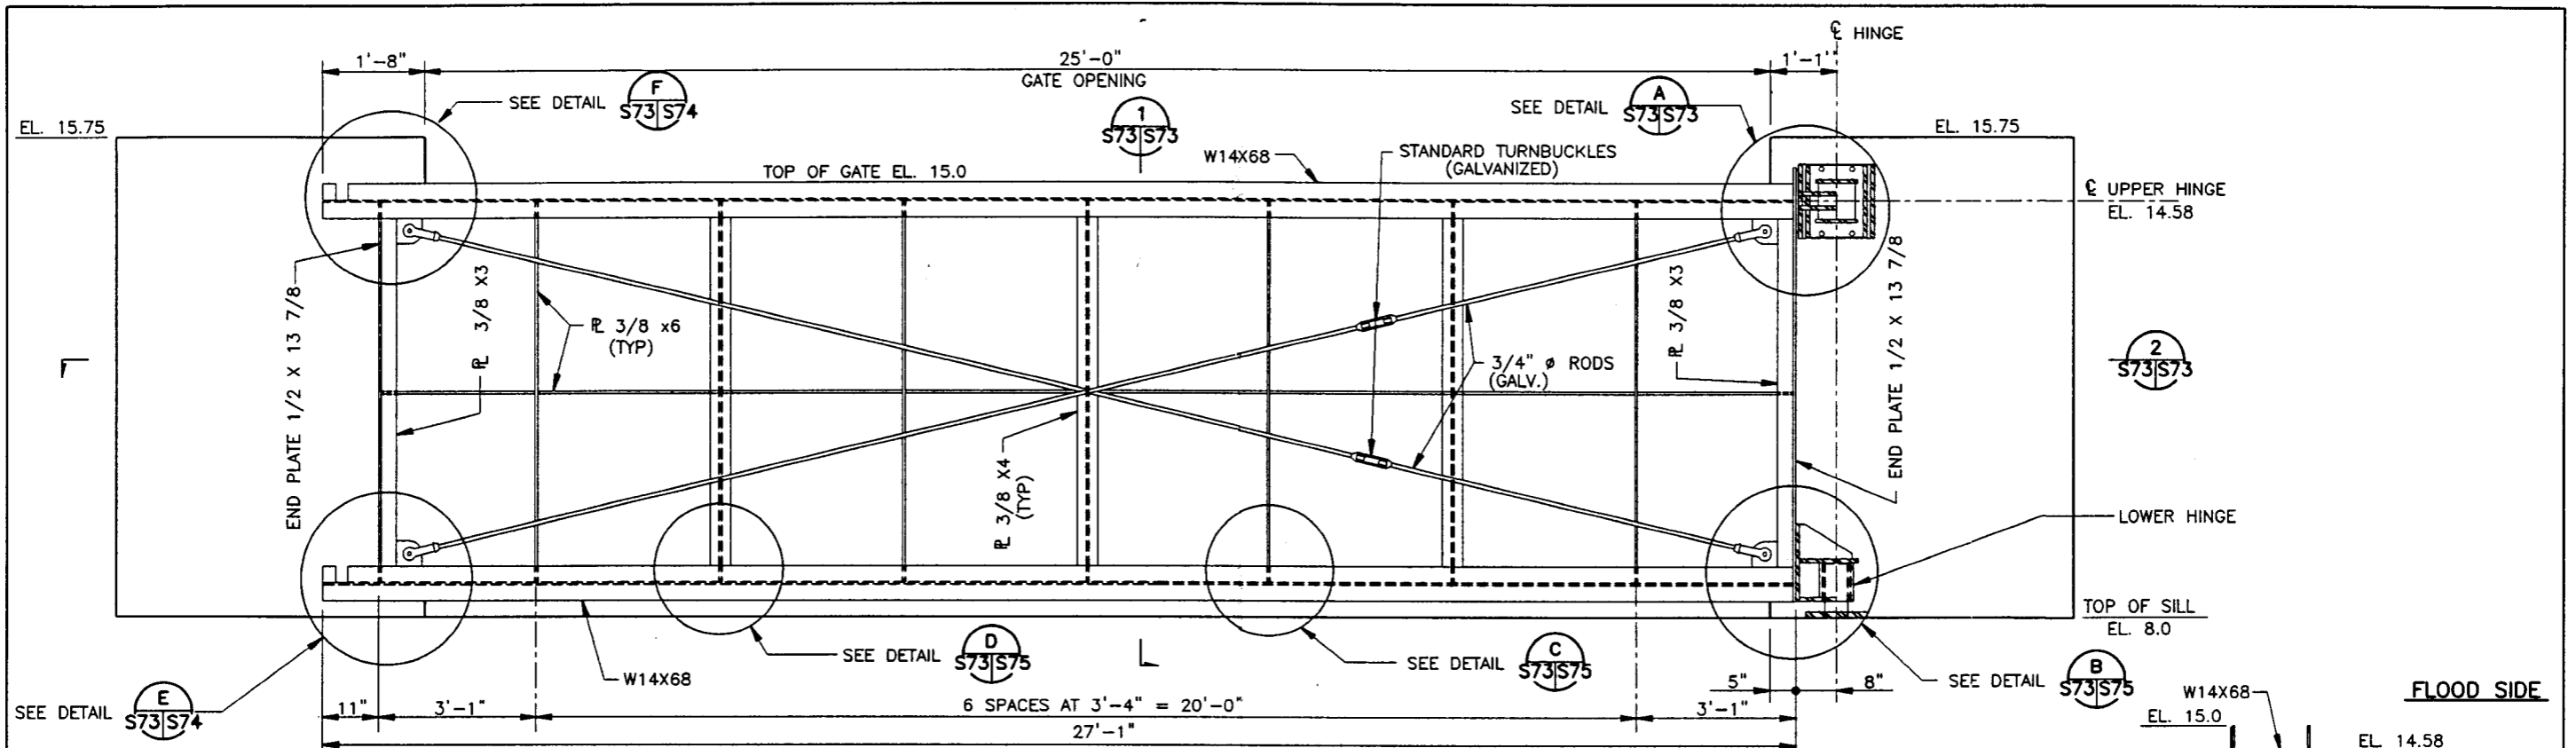 ℄ HINGE
1'-8"
25'-0"
GATE OPENING
1'-1"
SEE DETAIL
F
S73 S74
1
S73 S73
SEE DETAIL
A
S73 S73
EL. 15.75
EL. 15.75
TOP OF GATE EL. 15.0
W14X68
STANDARD TURNBUCKLES
(GALVANIZED)
℄ UPPER HINGE
EL. 14.58
END PLATE 1/2 X 13 7/8
PL 3/8 X3
PL 3/8 x6
(TYP)
PL 3/8 X4
(TYP)
3/4" ø RODS
(GALV.)
PL 3/8 X3
END PLATE 1/2 X 13 7/8
2
S73 S73
LOWER HINGE
TOP OF SILL
EL. 8.0
SEE DETAIL
E
S73 S74
W14X68
SEE DETAIL
D
S73 S75
SEE DETAIL
C
S73 S75
SEE DETAIL
B
S73 S75
5"
8"
11"
3'-1"
6 SPACES AT 3'-4" = 20'-0"
3'-1"
27'-1"
W14X68
FLOOD SIDE
EL. 15.0
EL. 14.58